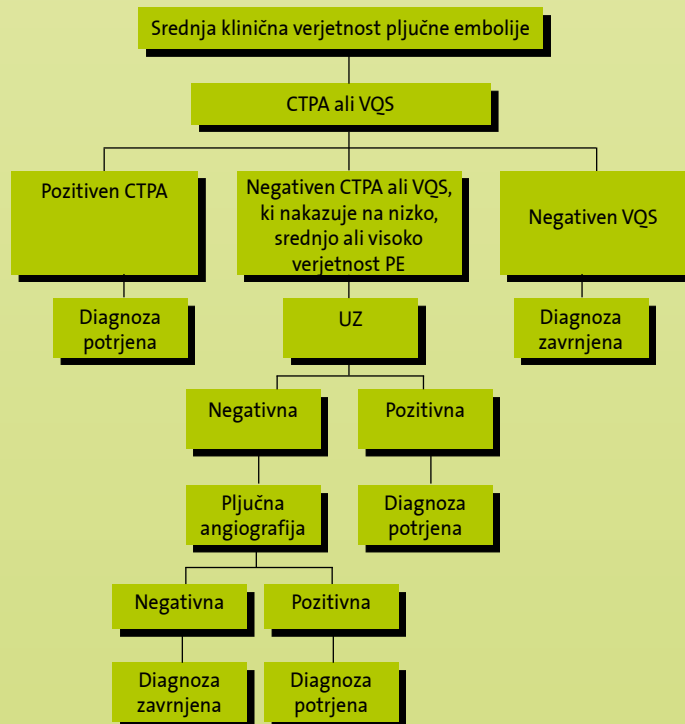 Srednja klinična verjetnost pljučne embolije
CTPA ali VQS
Pozitiven CTPA
Negativen CTPA ali VQS,
ki nakazuje na nizko,
srednjo ali visoko
verjetnost PE
Negativen VQS
Diagnoza
potrjena
UZ
Diagnoza
zavrnjena
Negativna
Pozitivna
Pljučna
angiografija
Diagnoza
potrjena
Negativna
Pozitivna
Diagnoza
zavrnjena
Diagnoza
potrjena